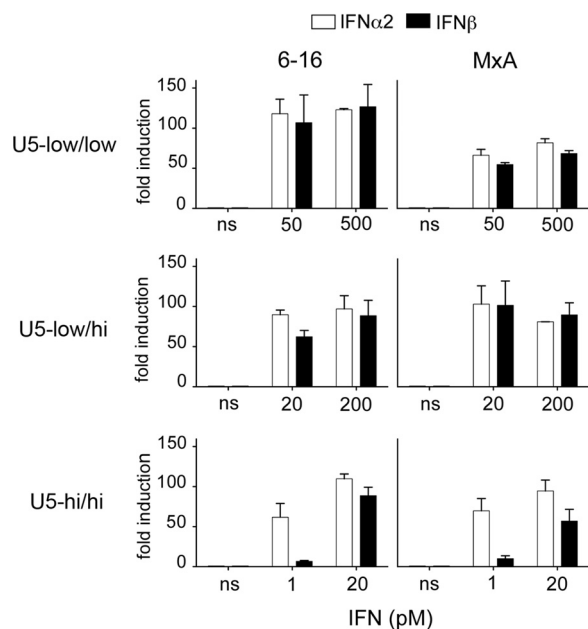 IFNα2 IFNβ
6-16 MxA
U5-low/low
fold induction
150
100
50
0
ns 50 500 ns 50 500
U5-low/hi
fold induction
150
100
50
0
ns 20 200 ns 20 200
U5-hi/hi
fold induction
150
100
50
0
ns 1 20 ns 1 20
IFN (pM)